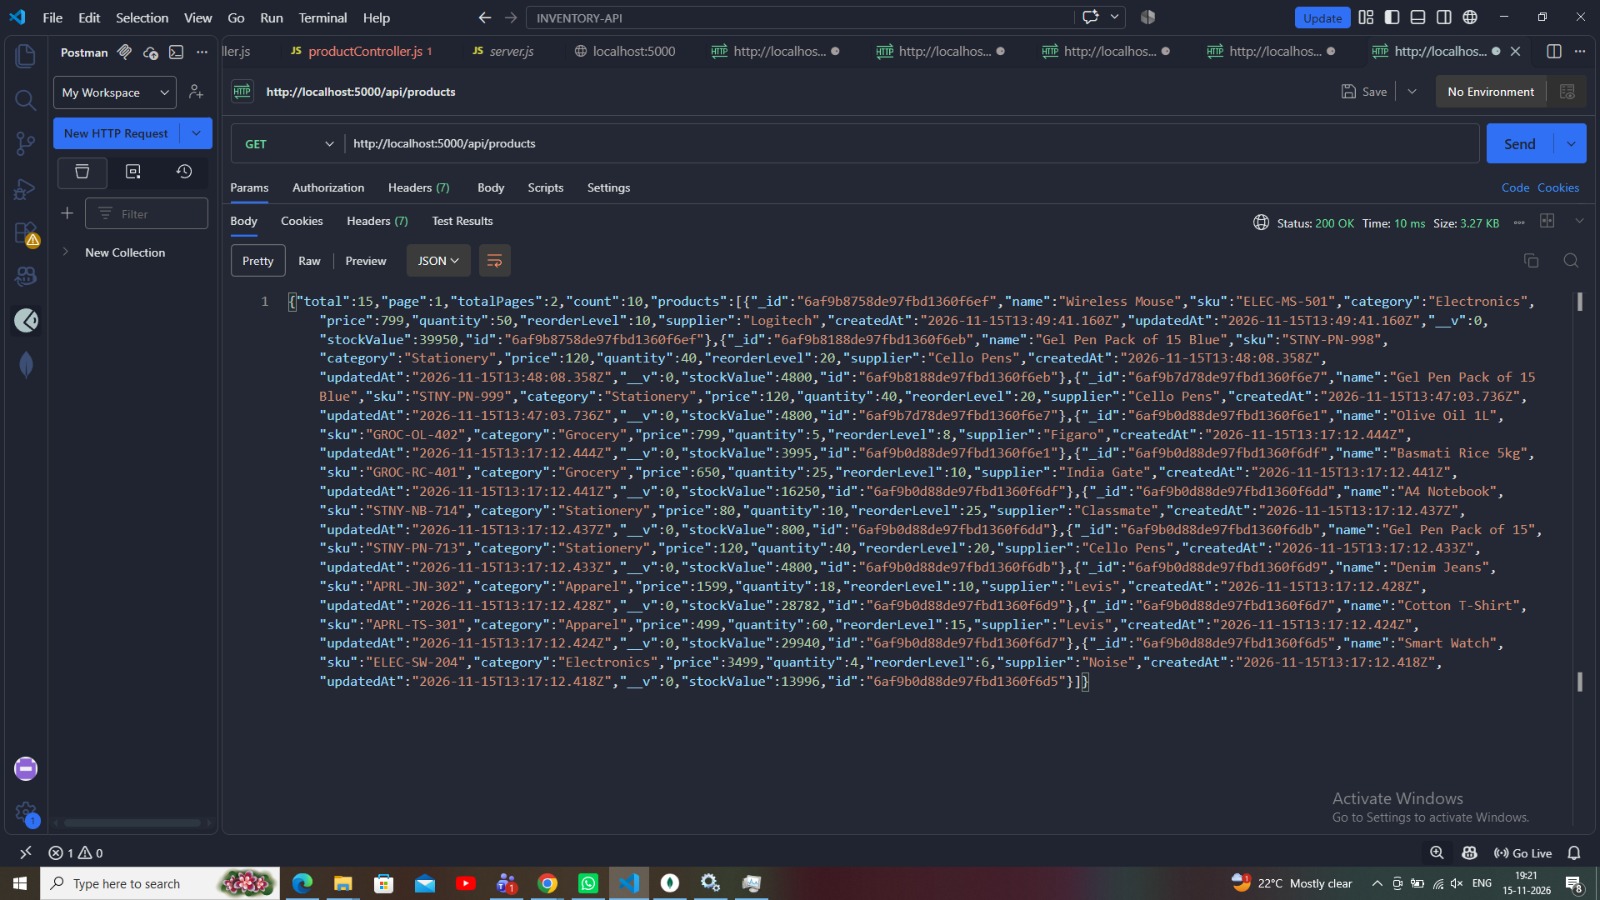 File Edit Selection View Go Run Terminal Help
INVENTORY-API
Update
Postman
ller.js
productController.js 1
server.js
localhost:5000
http://localhos...
http://localhos...
http://localhos...
http://localhos...
http://localhos...
My Workspace
HTTP http://localhost:5000/api/products
Save
No Environment
New HTTP Request
GET
http://localhost:5000/api/products
Send
Params Authorization Headers (7) Body Scripts Settings
Code Cookies
Filter
Body Cookies Headers (7) Test Results
Status: 200 OK Time: 10 ms Size: 3.27 KB
New Collection
Pretty Raw Preview JSON
1 {"total":15,"page":1,"totalPages":2,"count":10,"products":[{"_id":"6af9b8758de97fbd1360f6ef","name":"Wireless Mouse","sku":"ELEC-MS-501","category":"Electronics",
"price":799,"quantity":50,"reorderLevel":10,"supplier":"Logitech","createdAt":"2026-11-15T13:49:41.160Z","updatedAt":"2026-11-15T13:49:41.160Z","__v":0,
"stockValue":39950,"id":"6af9b8758de97fbd1360f6ef"},{"_id":"6af9b8188de97fbd1360f6eb","name":"Gel Pen Pack of 15 Blue","sku":"STNY-PN-998",
"category":"Stationery","price":120,"quantity":40,"reorderLevel":20,"supplier":"Cello Pens","createdAt":"2026-11-15T13:48:08.358Z",
"updatedAt":"2026-11-15T13:48:08.358Z","__v":0,"stockValue":4800,"id":"6af9b8188de97fbd1360f6eb"},{"_id":"6af9b7d78de97fbd1360f6e7","name":"Gel Pen Pack of 15
Blue","sku":"STNY-PN-999","category":"Stationery","price":120,"quantity":40,"reorderLevel":20,"supplier":"Cello Pens","createdAt":"2026-11-15T13:47:03.736Z",
"updatedAt":"2026-11-15T13:47:03.736Z","__v":0,"stockValue":4800,"id":"6af9b7d78de97fbd1360f6e7"},{"_id":"6af9b0d88de97fbd1360f6e1","name":"Olive Oil 1L",
"sku":"GROC-OL-402","category":"Grocery","price":799,"quantity":5,"reorderLevel":8,"supplier":"Figaro","createdAt":"2026-11-15T13:17:12.444Z",
"updatedAt":"2026-11-15T13:17:12.444Z","__v":0,"stockValue":3995,"id":"6af9b0d88de97fbd1360f6e1"},{"_id":"6af9b0d88de97fbd1360f6df","name":"Basmati Rice 5kg",
"sku":"GROC-RC-401","category":"Grocery","price":650,"quantity":25,"reorderLevel":10,"supplier":"India Gate","createdAt":"2026-11-15T13:17:12.441Z",
"updatedAt":"2026-11-15T13:17:12.441Z","__v":0,"stockValue":16250,"id":"6af9b0d88de97fbd1360f6df"},{"_id":"6af9b0d88de97fbd1360f6dd","name":"A4 Notebook",
"sku":"STNY-NB-714","category":"Stationery","price":80,"quantity":10,"reorderLevel":25,"supplier":"Classmate","createdAt":"2026-11-15T13:17:12.437Z",
"updatedAt":"2026-11-15T13:17:12.437Z","__v":0,"stockValue":800,"id":"6af9b0d88de97fbd1360f6dd"},{"_id":"6af9b0d88de97fbd1360f6db","name":"Gel Pen Pack of 15",
"sku":"STNY-PN-713","category":"Stationery","price":120,"quantity":40,"reorderLevel":20,"supplier":"Cello Pens","createdAt":"2026-11-15T13:17:12.433Z",
"updatedAt":"2026-11-15T13:17:12.433Z","__v":0,"stockValue":4800,"id":"6af9b0d88de97fbd1360f6db"},{"_id":"6af9b0d88de97fbd1360f6d9","name":"Denim Jeans",
"sku":"APRL-JN-302","category":"Apparel","price":1599,"quantity":18,"reorderLevel":10,"supplier":"Levis","createdAt":"2026-11-15T13:17:12.428Z",
"updatedAt":"2026-11-15T13:17:12.428Z","__v":0,"stockValue":28782,"id":"6af9b0d88de97fbd1360f6d9"},{"_id":"6af9b0d88de97fbd1360f6d7","name":"Cotton T-Shirt",
"sku":"APRL-TS-301","category":"Apparel","price":499,"quantity":60,"reorderLevel":15,"supplier":"Levis","createdAt":"2026-11-15T13:17:12.424Z",
"updatedAt":"2026-11-15T13:17:12.424Z","__v":0,"stockValue":29940,"id":"6af9b0d88de97fbd1360f6d7"},{"_id":"6af9b0d88de97fbd1360f6d5","name":"Smart Watch",
"sku":"ELEC-SW-204","category":"Electronics","price":3499,"quantity":4,"reorderLevel":6,"supplier":"Noise","createdAt":"2026-11-15T13:17:12.418Z",
"updatedAt":"2026-11-15T13:17:12.418Z","__v":0,"stockValue":13996,"id":"6af9b0d88de97fbd1360f6d5"}]}
Activate Windows
Go to Settings to activate Windows.
1 0
Go Live
Type here to search
22°C Mostly clear
ENG
19:21
15-11-2026
8